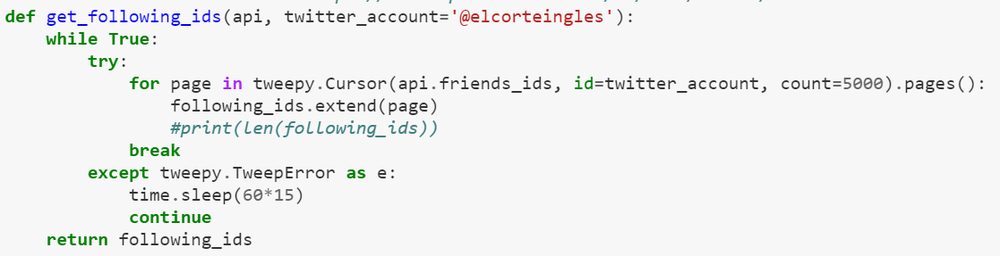 def get_following_ids(api, twitter_account='@elcorteingles'):
    while True:
        try:
            for page in tweepy.Cursor(api.friends_ids, id=twitter_account, count=5000).pages():
                following_ids.extend(page)
                #print(len(following_ids))
            break
        except tweepy.TweepError as e:
            time.sleep(60*15)
            continue
    return following_ids